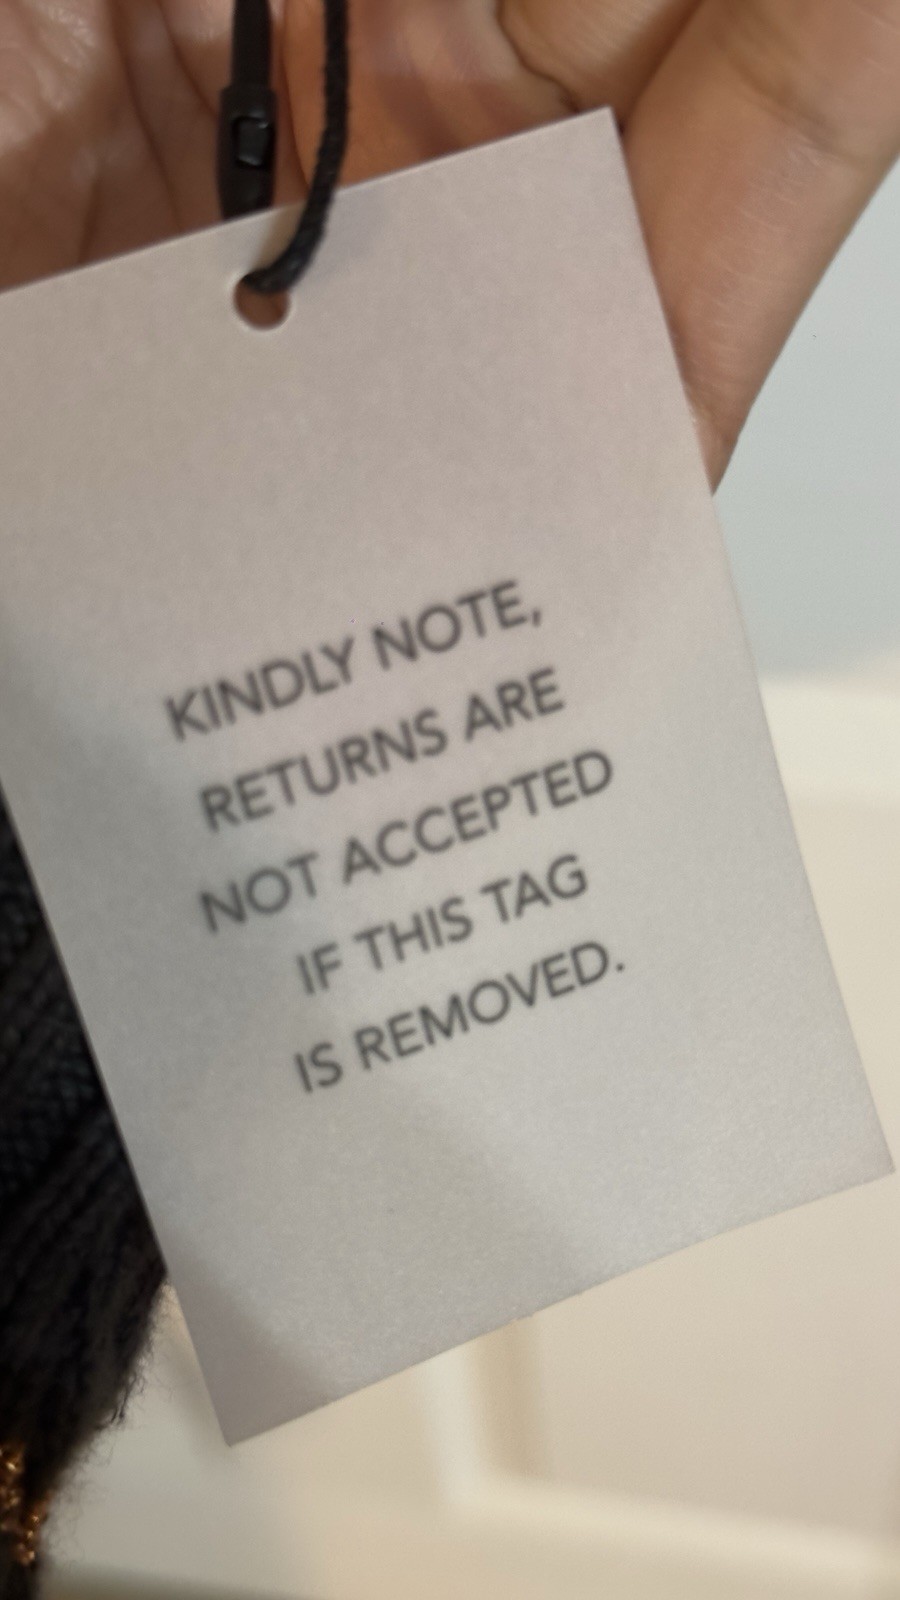 KINDLY NOTE,
RETURNS ARE
NOT ACCEPTED
IF THIS TAG
IS REMOVED.